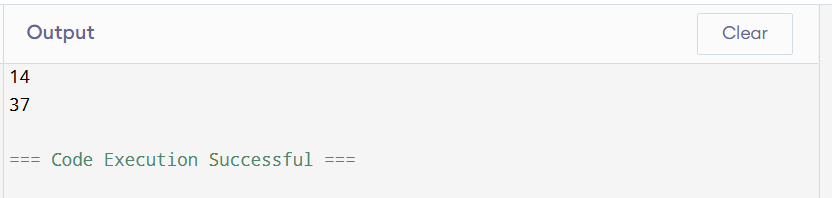 Output
Clear
14
37
=== Code Execution Successful ===